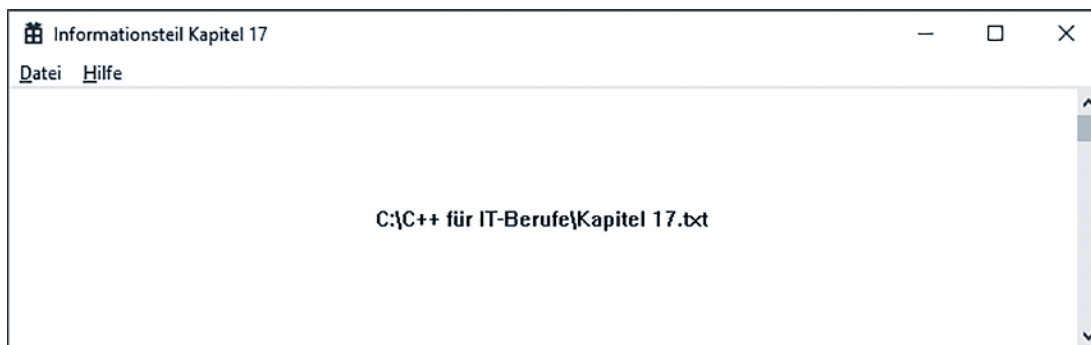 Informationsteil Kapitel 17
Datei Hilfe
C:\C++ für IT-Berufe\Kapitel 17.txt